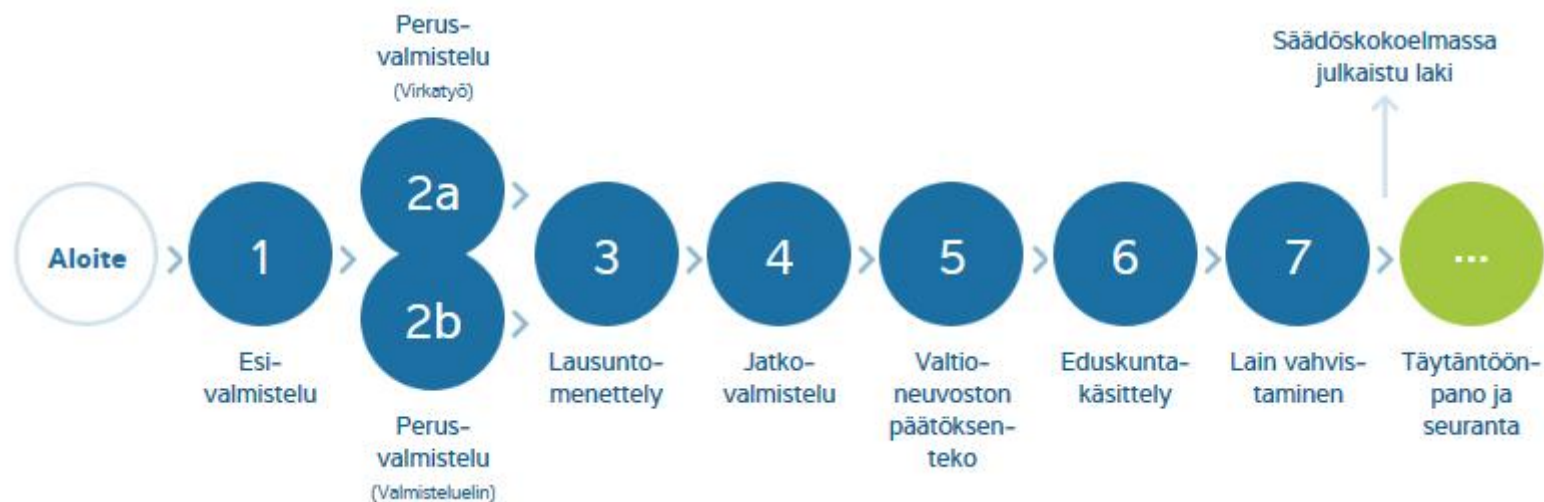 Aloite
1
Esi-
valmistelu
Perus-
valmistelu
(Virkatyö)
2a
2b
Perus-
valmistelu
(Valmisteluelin)
3
Lausunto-
menettely
4
Jatko-
valmistelu
5
Valtio-
neuvoston
päätöksen-
teko
6
Eduskunta-
käsittely
7
Lain vahvis-
taminen
Säädöskokoelmassa
julkaistu laki
...
Täytäntöön-
pano ja
seuranta